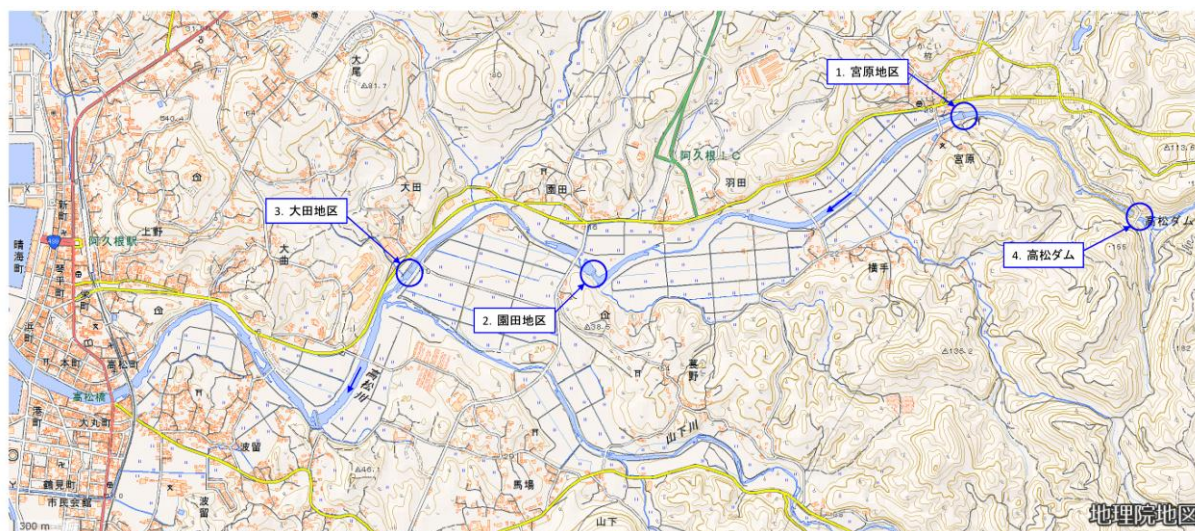 1. 宮原地区
阿久根IC
宮原
羽田
園田
大田
3. 大田地区
大尾
上野
大曲
阿久根駅
新町
晴海町
琴平町
栄町
浜町
本町
高松町
高松橋
港町
大丸町
波留
鶴見町
市民会館
波留
高松川
2. 園田地区
横手
4. 高松ダム
高松ダム
山下川
馬場
山下
300 m
地理院地図